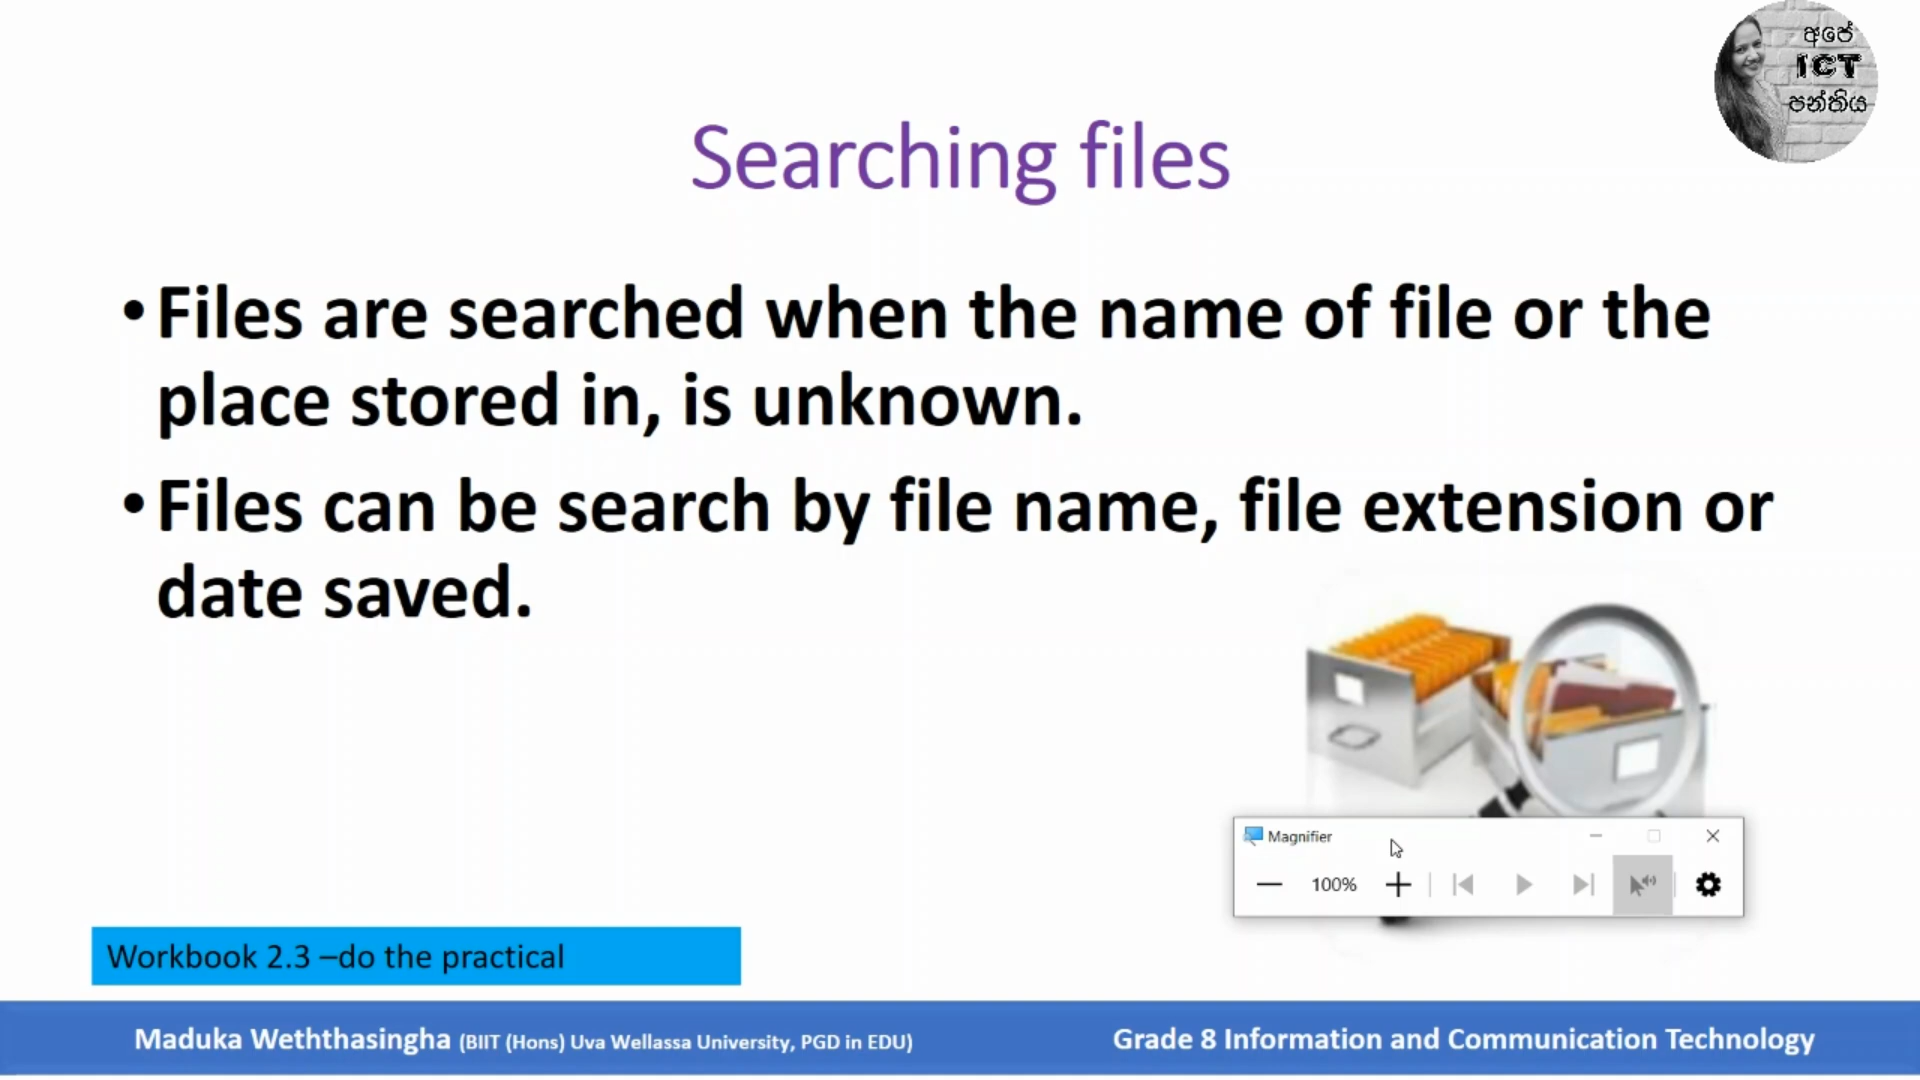 අපේ
ICT
පන්තිය
Searching files
•Files are searched when the name of file or the
place stored in, is unknown.
•Files can be search by file name, file extension or
date saved.
Magnifier
100%
Workbook 2.3 –do the practical
Maduka Weththasingha (BIIT (Hons) Uva Wellassa University, PGD in EDU)
Grade 8 Information and Communication Technology